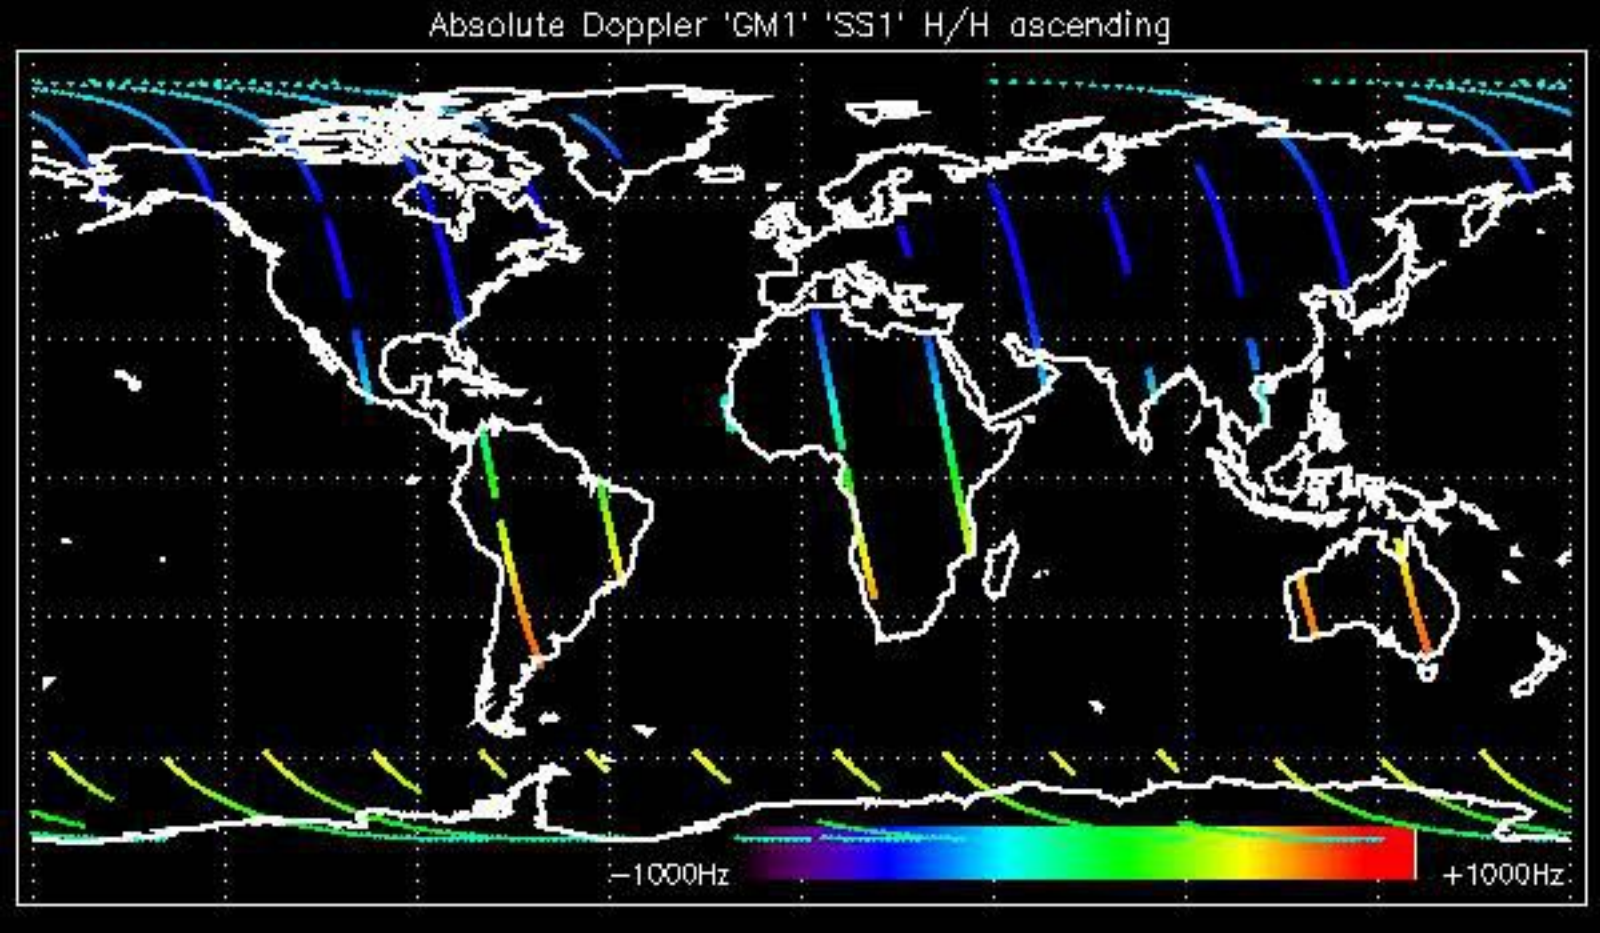 Absolute Doppler 'GM1' 'SS1' H/H ascending
−1000Hz
+1000Hz